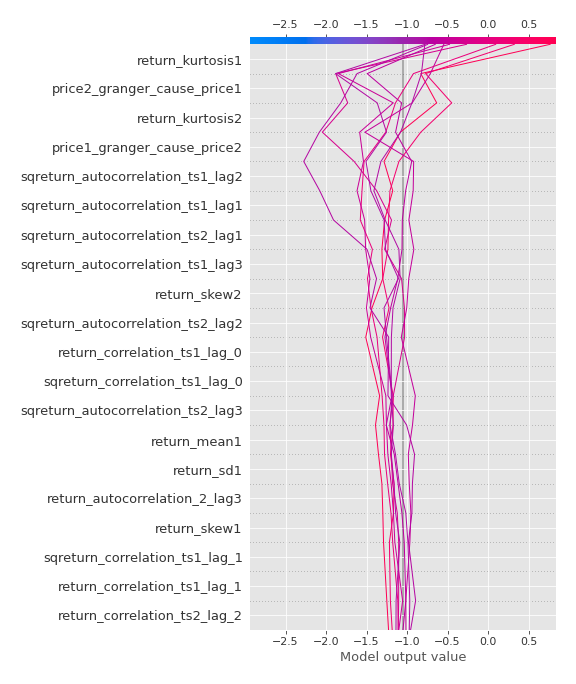 −2.5 −2.0 −1.5 −1.0 −0.5 0.0 0.5
return_kurtosis1
price2_granger_cause_price1
return_kurtosis2
price1_granger_cause_price2
sqreturn_autocorrelation_ts1_lag2
sqreturn_autocorrelation_ts1_lag1
sqreturn_autocorrelation_ts2_lag1
sqreturn_autocorrelation_ts1_lag3
return_skew2
sqreturn_autocorrelation_ts2_lag2
return_correlation_ts1_lag_0
sqreturn_correlation_ts1_lag_0
sqreturn_autocorrelation_ts2_lag3
return_mean1
return_sd1
return_autocorrelation_2_lag3
return_skew1
sqreturn_correlation_ts1_lag_1
return_correlation_ts1_lag_1
return_correlation_ts2_lag_2
−2.5 −2.0 −1.5 −1.0 −0.5 0.0 0.5
Model output value